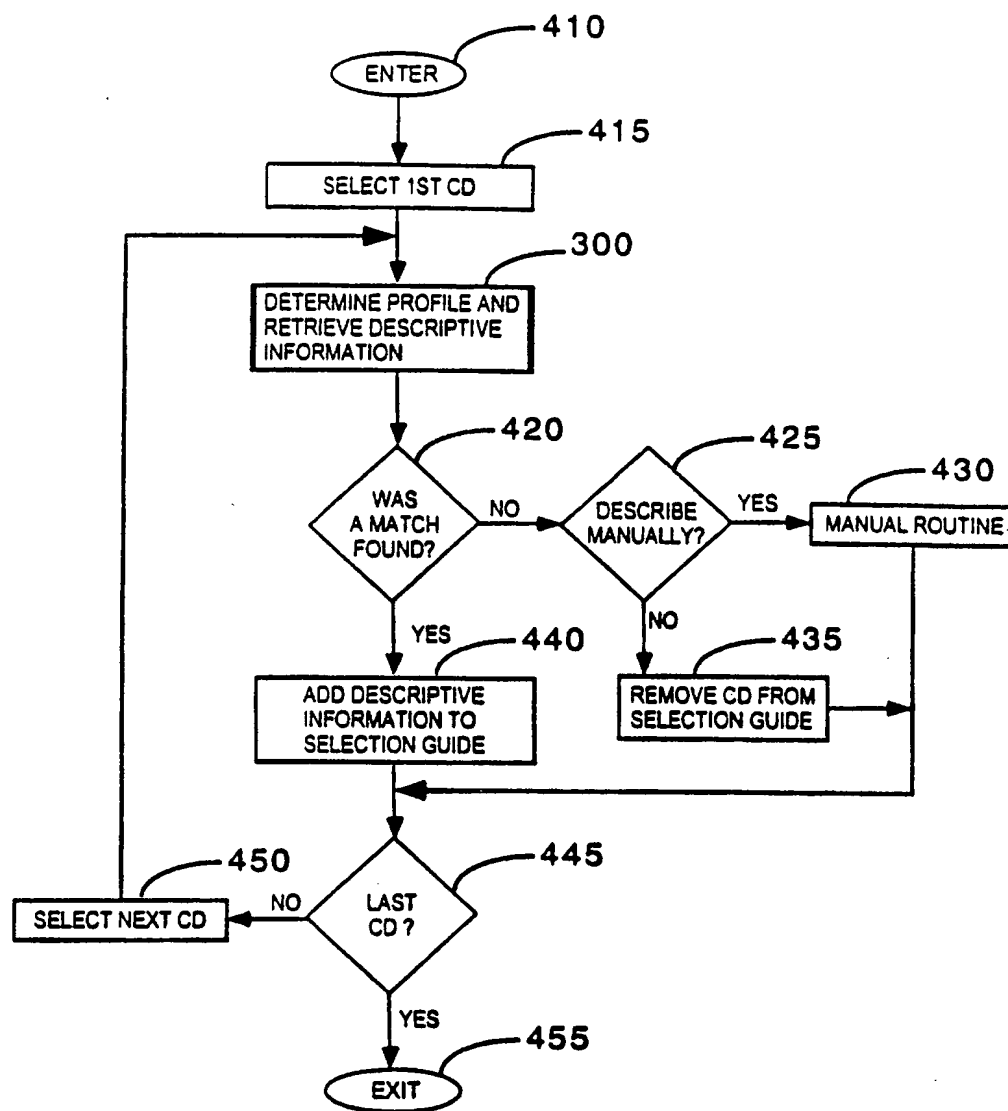 410
ENTER
415
SELECT 1ST CD
300
DETERMINE PROFILE AND
RETRIEVE DESCRIPTIVE
INFORMATION
420
WAS
A MATCH
FOUND?
NO
425
DESCRIBE
MANUALLY?
YES
430
MANUAL ROUTINE
YES
NO
440
ADD DESCRIPTIVE
INFORMATION TO
SELECTION GUIDE
435
REMOVE CD FROM
SELECTION GUIDE
445
LAST
CD ?
NO
450
SELECT NEXT CD
YES
455
EXIT